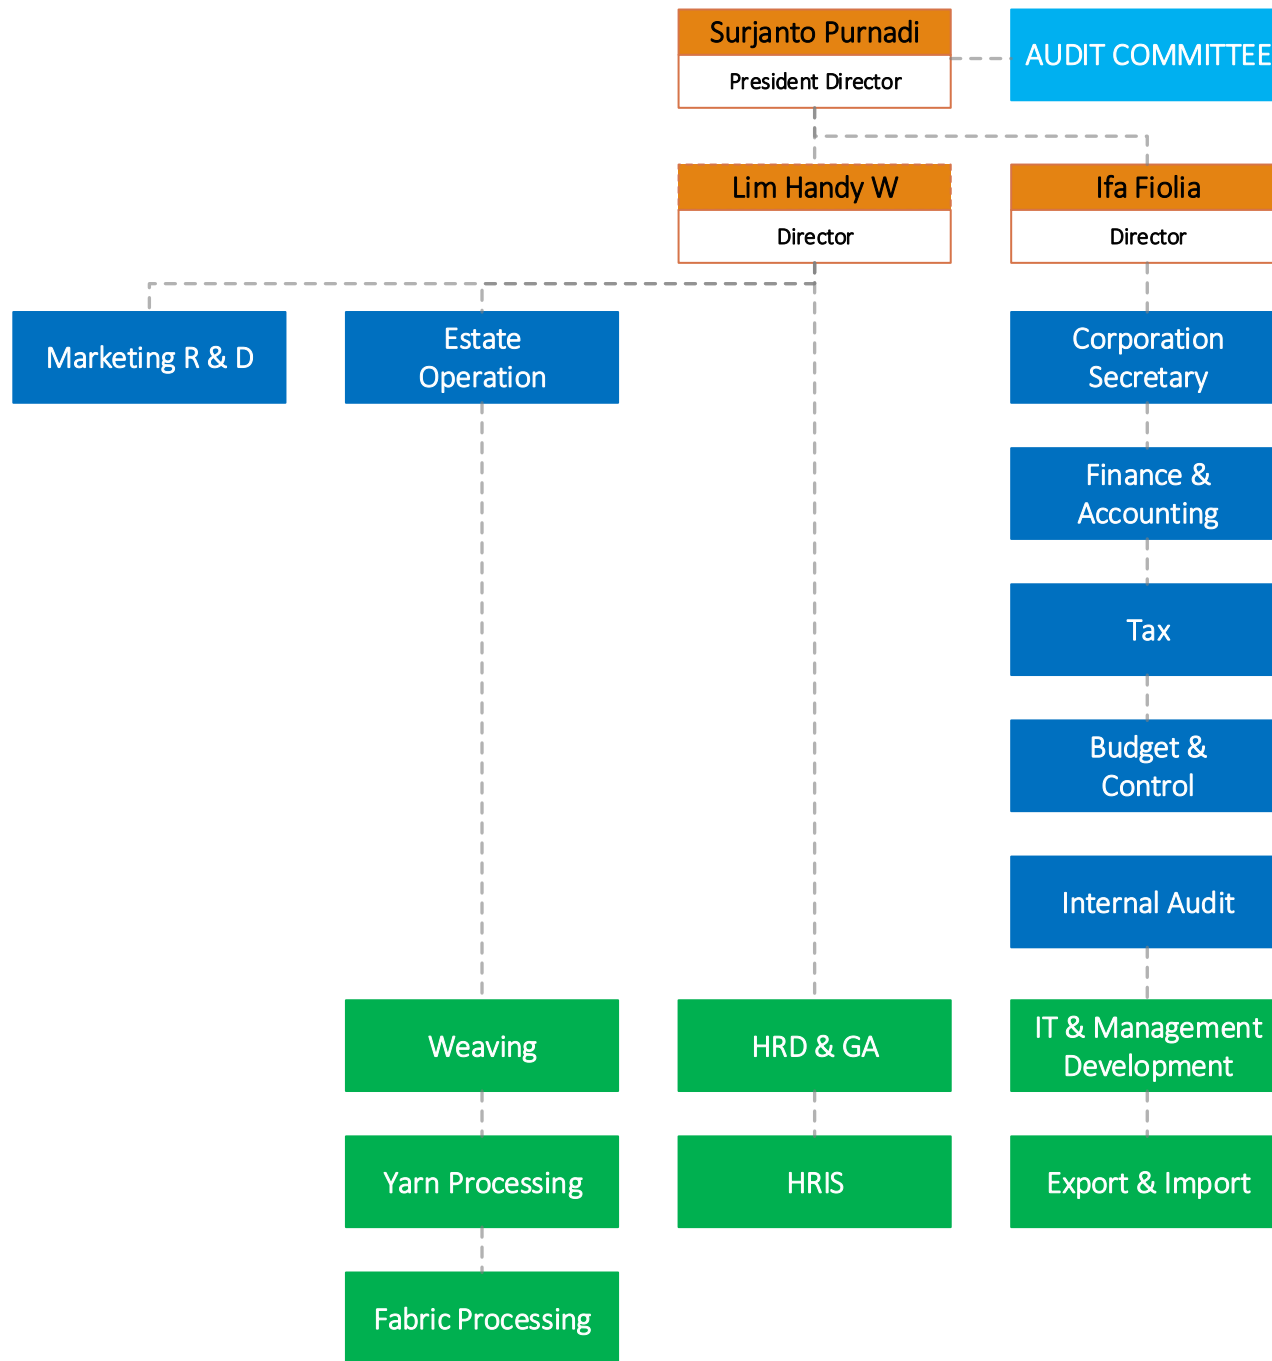 Surjanto Purnadi
President Director
AUDIT COMMITTEE
Lim Handy W
Director
Ifa Fiolia
Director
Marketing R & D
Estate
Operation
Corporation
Secretary
Finance &
Accounting
Tax
Budget &
Control
Internal Audit
Weaving
HRD & GA
IT & Management
Development
Yarn Processing
HRIS
Export & Import
Fabric Processing